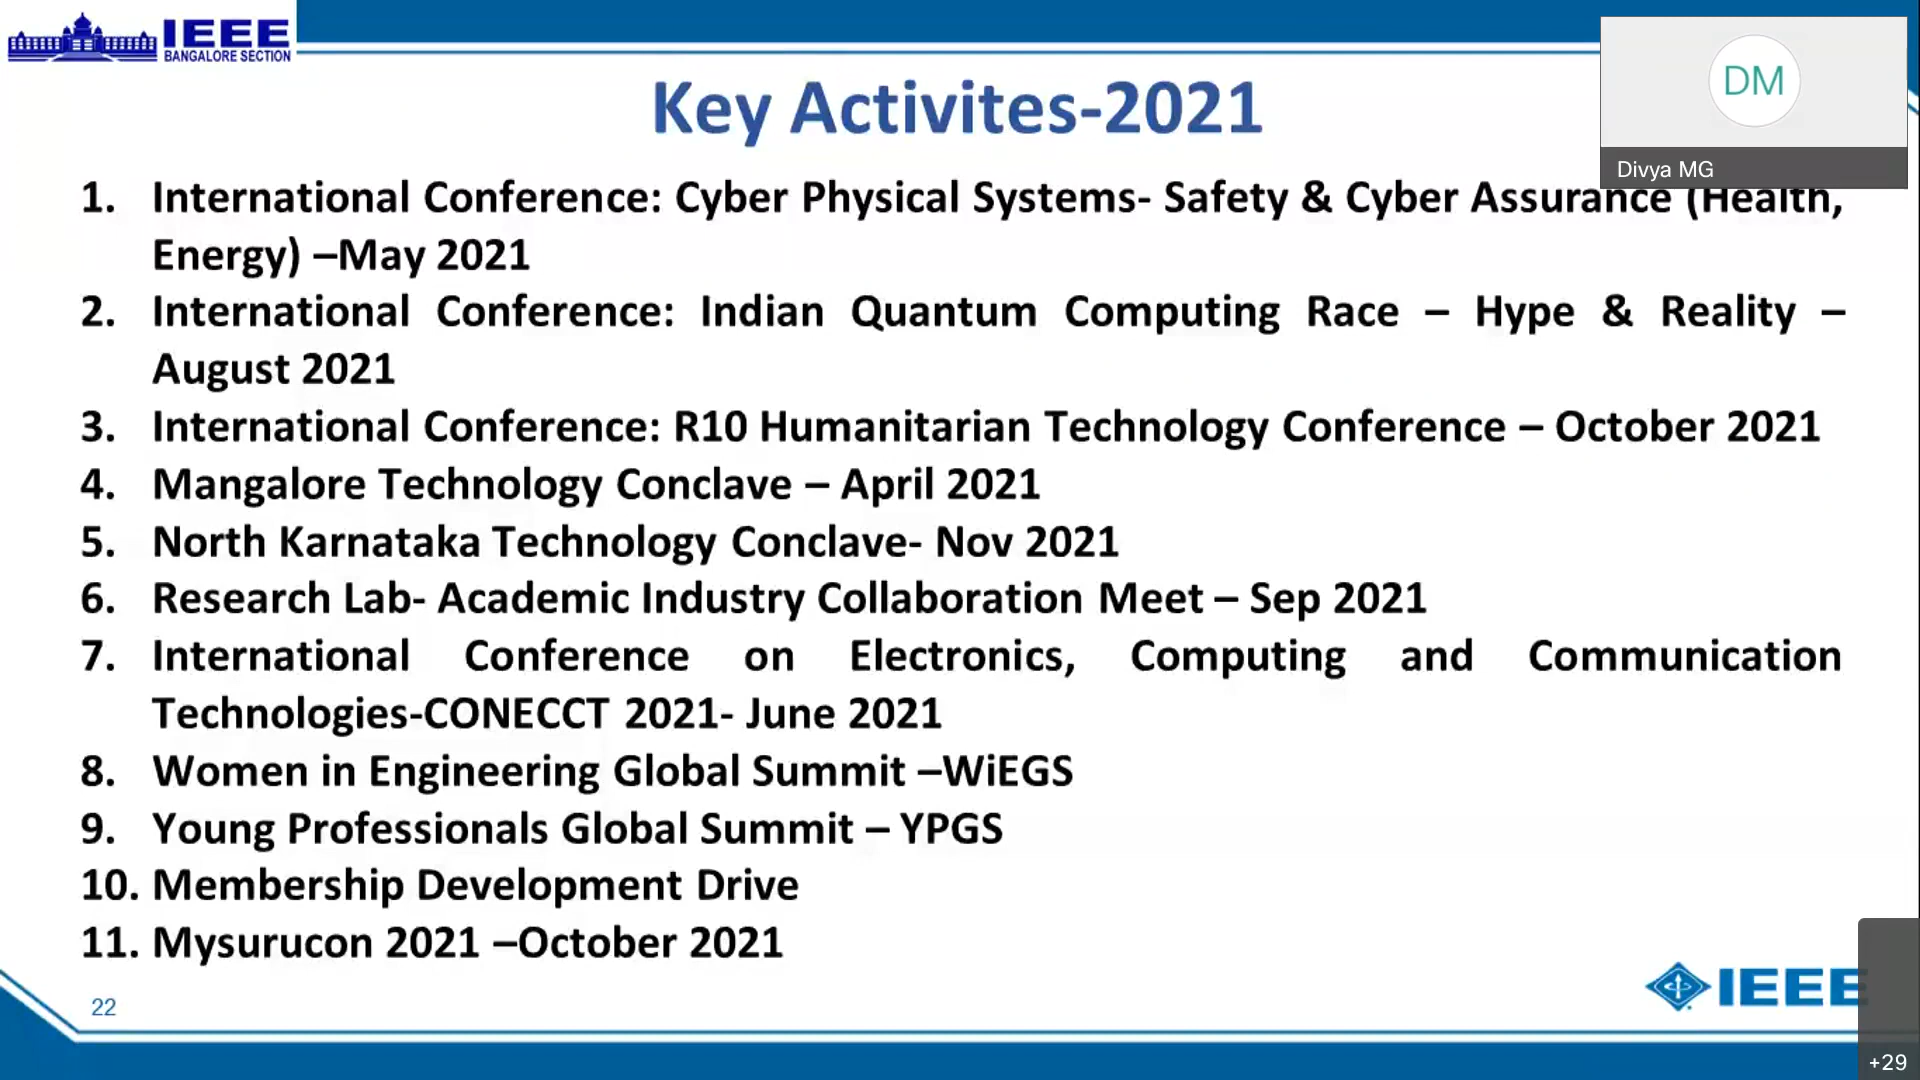 IEEE
BANGALORE SECTION
Key Activites-2021
DM
Divya MG
1. International Conference: Cyber Physical Systems- Safety & Cyber Assurance (Health,
Energy) –May 2021
2. International Conference: Indian Quantum Computing Race – Hype & Reality –
August 2021
3. International Conference: R10 Humanitarian Technology Conference – October 2021
4. Mangalore Technology Conclave – April 2021
5. North Karnataka Technology Conclave- Nov 2021
6. Research Lab- Academic Industry Collaboration Meet – Sep 2021
7. International Conference on Electronics, Computing and Communication
Technologies-CONECCT 2021- June 2021
8. Women in Engineering Global Summit –WiEGS
9. Young Professionals Global Summit – YPGS
10. Membership Development Drive
11. Mysurucon 2021 –October 2021
22
IEEE
+29